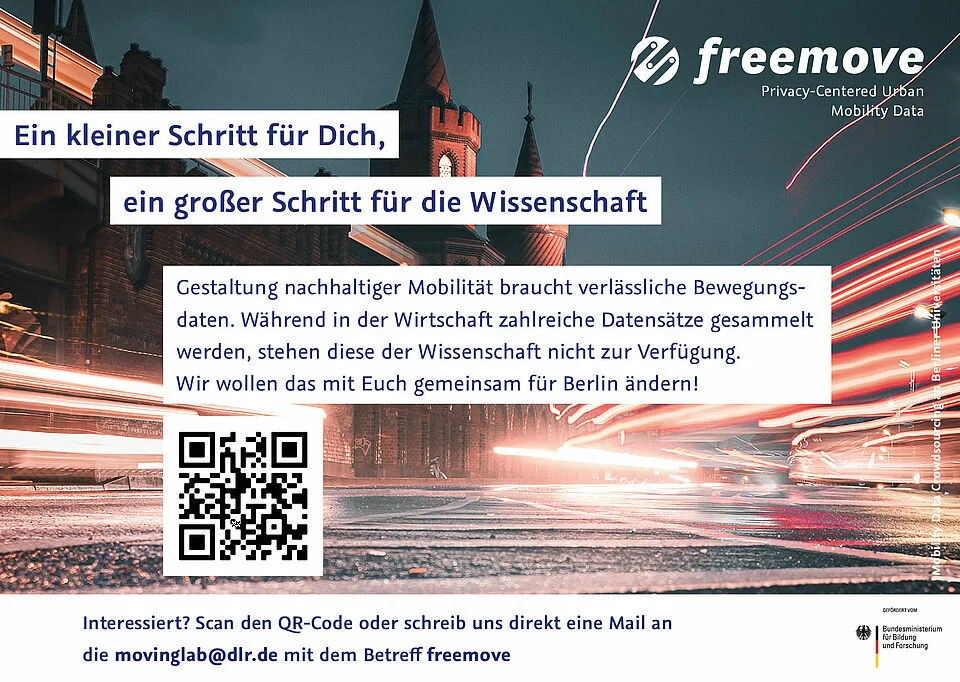 freemove
Privacy-Centered Urban
Mobility Data
Ein kleiner Schritt für Dich,
ein großer Schritt für die Wissenschaft
Gestaltung nachhaltiger Mobilität braucht verlässliche Bewegungs-
daten. Während in der Wirtschaft zahlreiche Datensätze gesammelt
werden, stehen diese der Wissenschaft nicht zur Verfügung.
Wir wollen das mit Euch gemeinsam für Berlin ändern!
Mobility Data Crowdsourcing an Berliner Universitäten
Interessiert? Scan den QR-Code oder schreib uns direkt eine Mail an
die movinglab@dlr.de mit dem Betreff freemove
GEFÖRDERT VOM
Bundesministerium
für Bildung
und Forschung